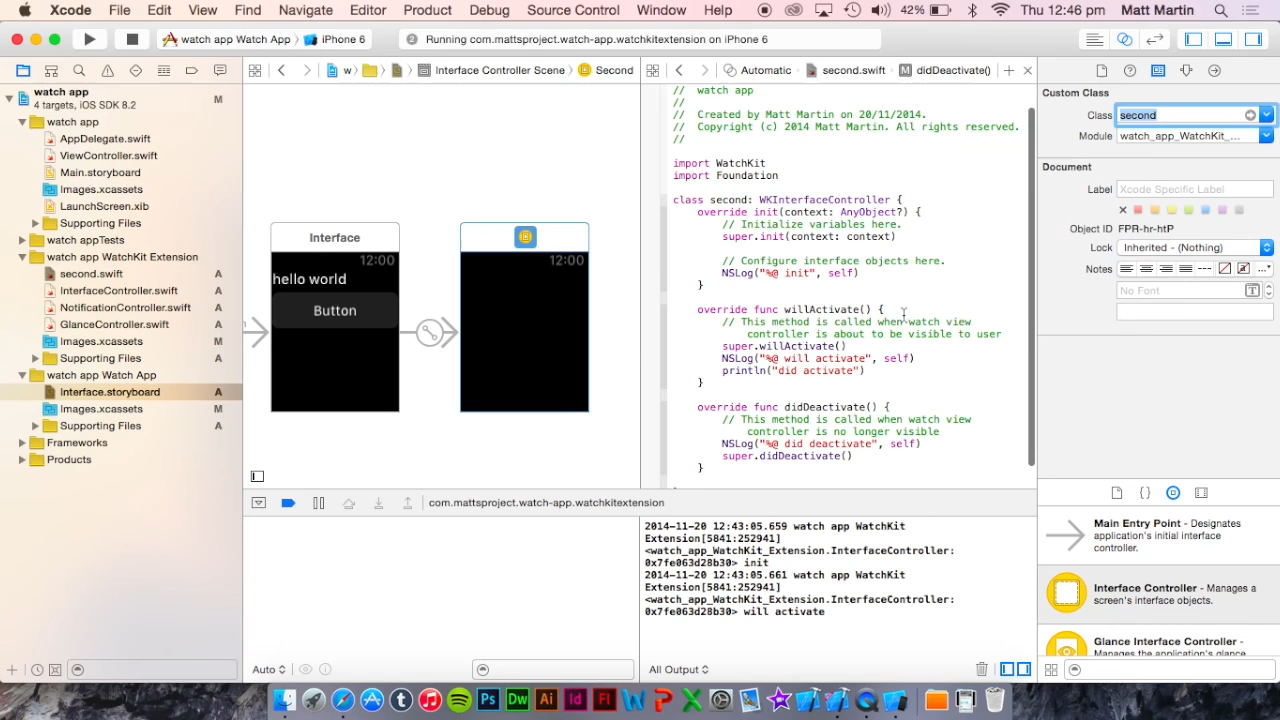 Xcode File Edit View Find Navigate Editor Product Debug Source Control Window Help 42% Thu 12:46 pm Matt Martin
watch app Watch App iPhone 6 2 Running com.mattsproject.watch-app.watchkitextension on iPhone 6
w Interface Controller Scene Second
Automatic second.swift M didDeactivate()
watch app M
4 targets, iOS SDK 8.2
watch app
AppDelegate.swift
ViewController.swift
Main.storyboard
Images.xcassets
LaunchScreen.xib
Supporting Files
watch appTests
watch app WatchKit Extension
second.swift A
InterfaceController.swift A
NotificationController.swift A
GlanceController.swift A
Images.xcassets M
Supporting Files A
watch app Watch App
Interface.storyboard A
Images.xcassets M
Supporting Files A
Frameworks
Products
Interface
12:00
hello world
Button
12:00
// watch app
//
// Created by Matt Martin on 20/11/2014.
// Copyright (c) 2014 Matt Martin. All rights reserved.
//
import WatchKit
import Foundation
class second: WKInterfaceController {
override init(context: AnyObject?) {
// Initialize variables here.
super.init(context: context)
// Configure interface objects here.
NSLog("%@ init", self)
}
override func willActivate() {
// This method is called when watch view
controller is about to be visible to user
super.willActivate()
NSLog("%@ will activate", self)
println("did activate")
}
override func didDeactivate() {
// This method is called when watch view
controller is no longer visible
NSLog("%@ did deactivate", self)
super.didDeactivate()
}
com.mattsproject.watch-app.watchkitextension
2014-11-20 12:43:05.659 watch app WatchKit
Extension[5841:252941]
<watch_app_WatchKit_Extension.InterfaceController:
0x7fe063d28b30> init
2014-11-20 12:43:05.661 watch app WatchKit
Extension[5841:252941]
<watch_app_WatchKit_Extension.InterfaceController:
0x7fe063d28b30> will activate
Auto
All Output
Custom Class
Class second
Module watch_app_WatchKit_...
Document
Label Xcode Specific Label
Object ID FPR-hr-htP
Lock Inherited - (Nothing)
Notes
No Font
Main Entry Point - Designates
application's initial interface
controller.
Interface Controller - Manages a
screen's interface objects.
Glance Interface Controller -
Manages the application's glance
Ps Dw Ai Id Fl